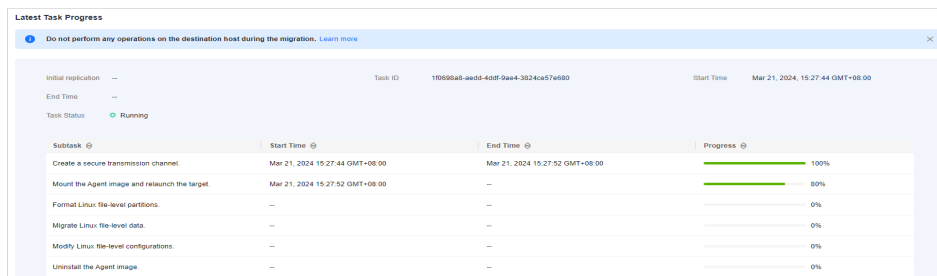 Latest Task Progress
Do not perform any operations on the destination host during the migration. Learn more
Initial replication -- Task ID 1f0698a8-aedd-4ddf-9ae4-3824ce57e680 Start Time Mar 21, 2024, 15:27:44 GMT+08:00
End Time --
Task Status Running
Subtask Start Time End Time Progress
Create a secure transmission channel. Mar 21, 2024 15:27:44 GMT+08:00 Mar 21, 2024 15:27:52 GMT+08:00 100%
Mount the Agent image and relaunch the target. Mar 21, 2024 15:27:52 GMT+08:00 -- 80%
Format Linux file-level partitions. -- -- 0%
Migrate Linux file-level data. -- -- 0%
Modify Linux file-level configurations. -- -- 0%
Uninstall the Agent image. -- -- 0%